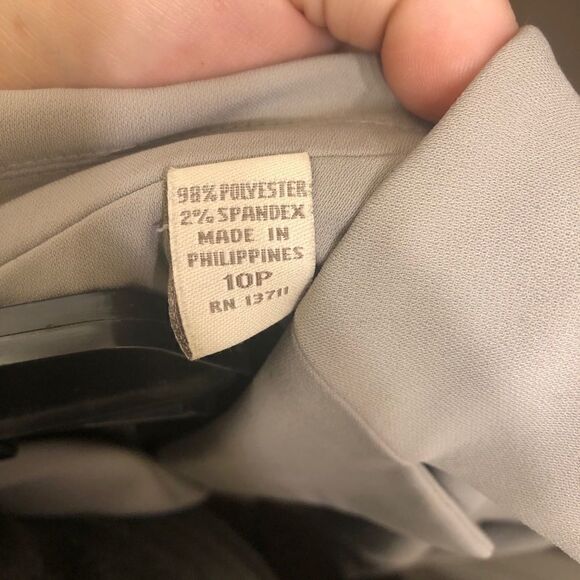 98% POLYESTER
2% SPANDEX
MADE IN
PHILIPPINES
10P
RN 13711